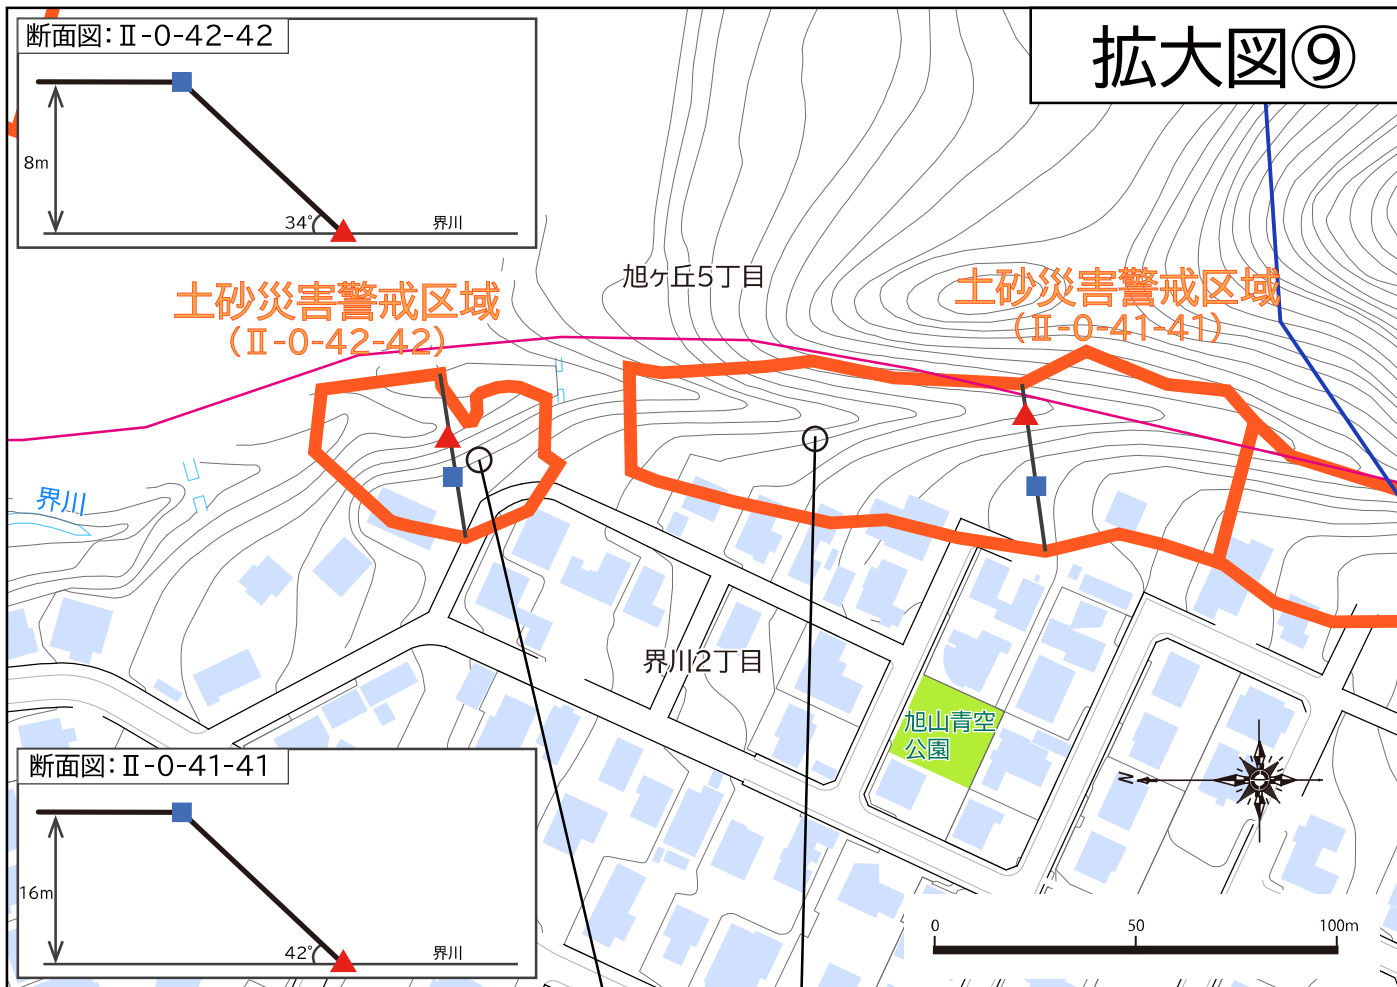 断面図：Ⅱ-0-42-42
8m
34°
界川
拡大図⑨
旭ヶ丘5丁目
土砂災害警戒区域
（Ⅱ-0-42-42）
土砂災害警戒区域
（Ⅱ-0-41-41）
界川
界川2丁目
旭山青空
公園
N
断面図：Ⅱ-0-41-41
16m
42°
界川
0
50
100m